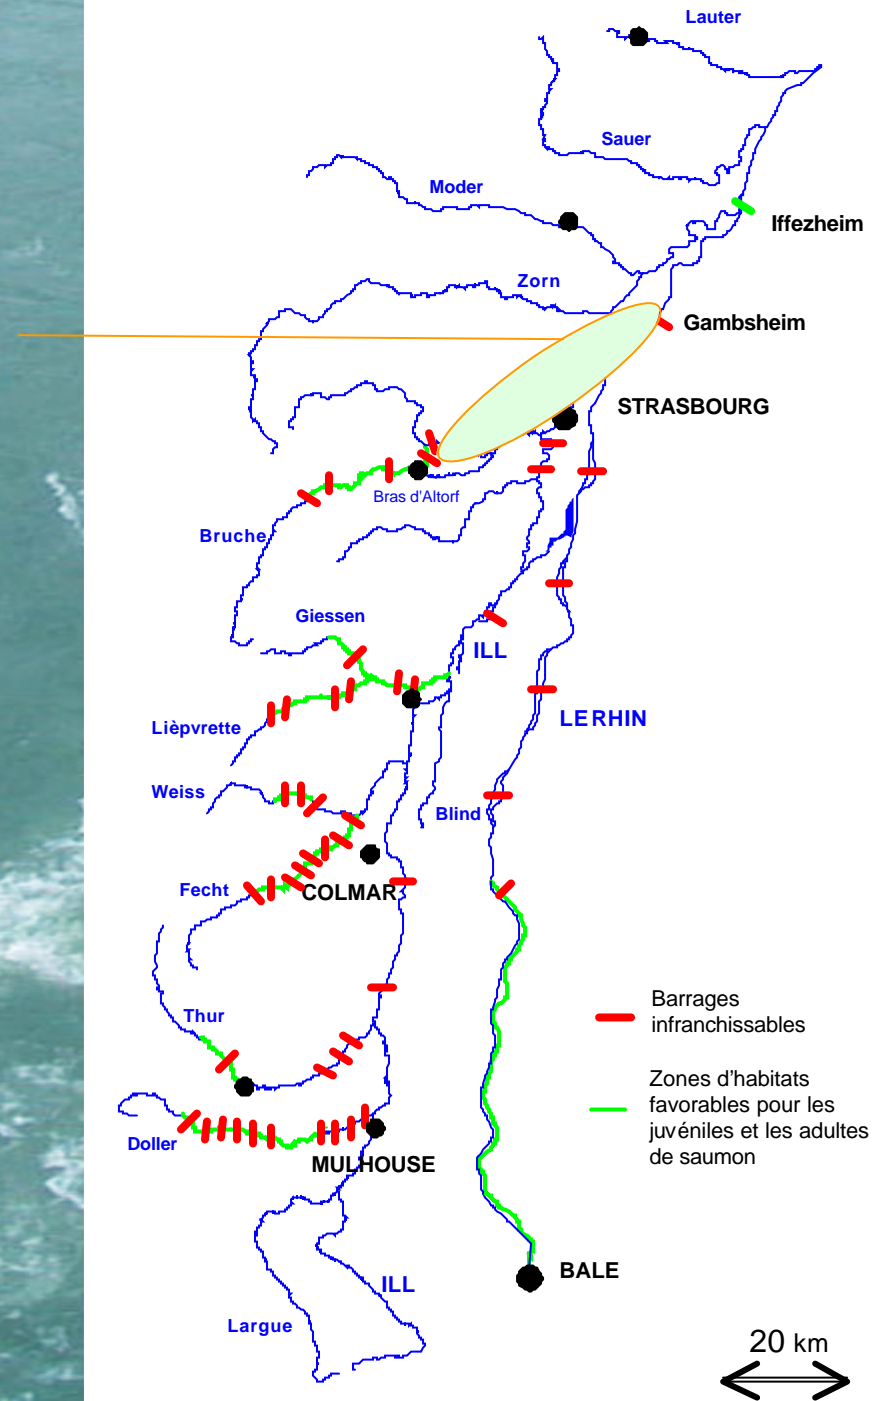 Lauter
Sauer
Moder
Iffezheim
Zorn
Gambsheim
STRASBOURG
Bras d'Altorf
Bruche
Giessen
ILL
LE RHIN
Lièpvrette
Weiss
Blind
Fecht
COLMAR
Barrages
infranchissables
Thur
Zones d'habitats
favorables pour les
juvéniles et les adultes
de saumon
Doller
MULHOUSE
BALE
ILL
Largue
20 km